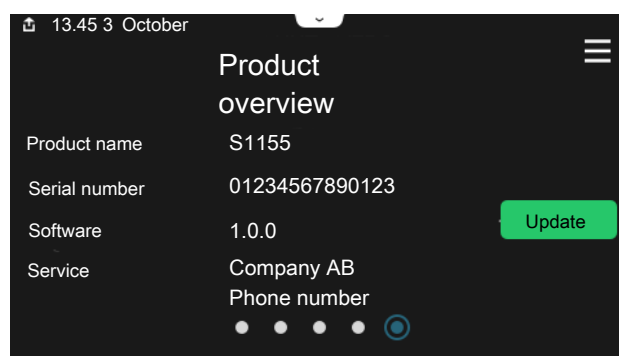 13.45 3 October
Product
overview
Product name S1155
Serial number 01234567890123
Software 1.0.0 Update
Service Company AB
Phone number